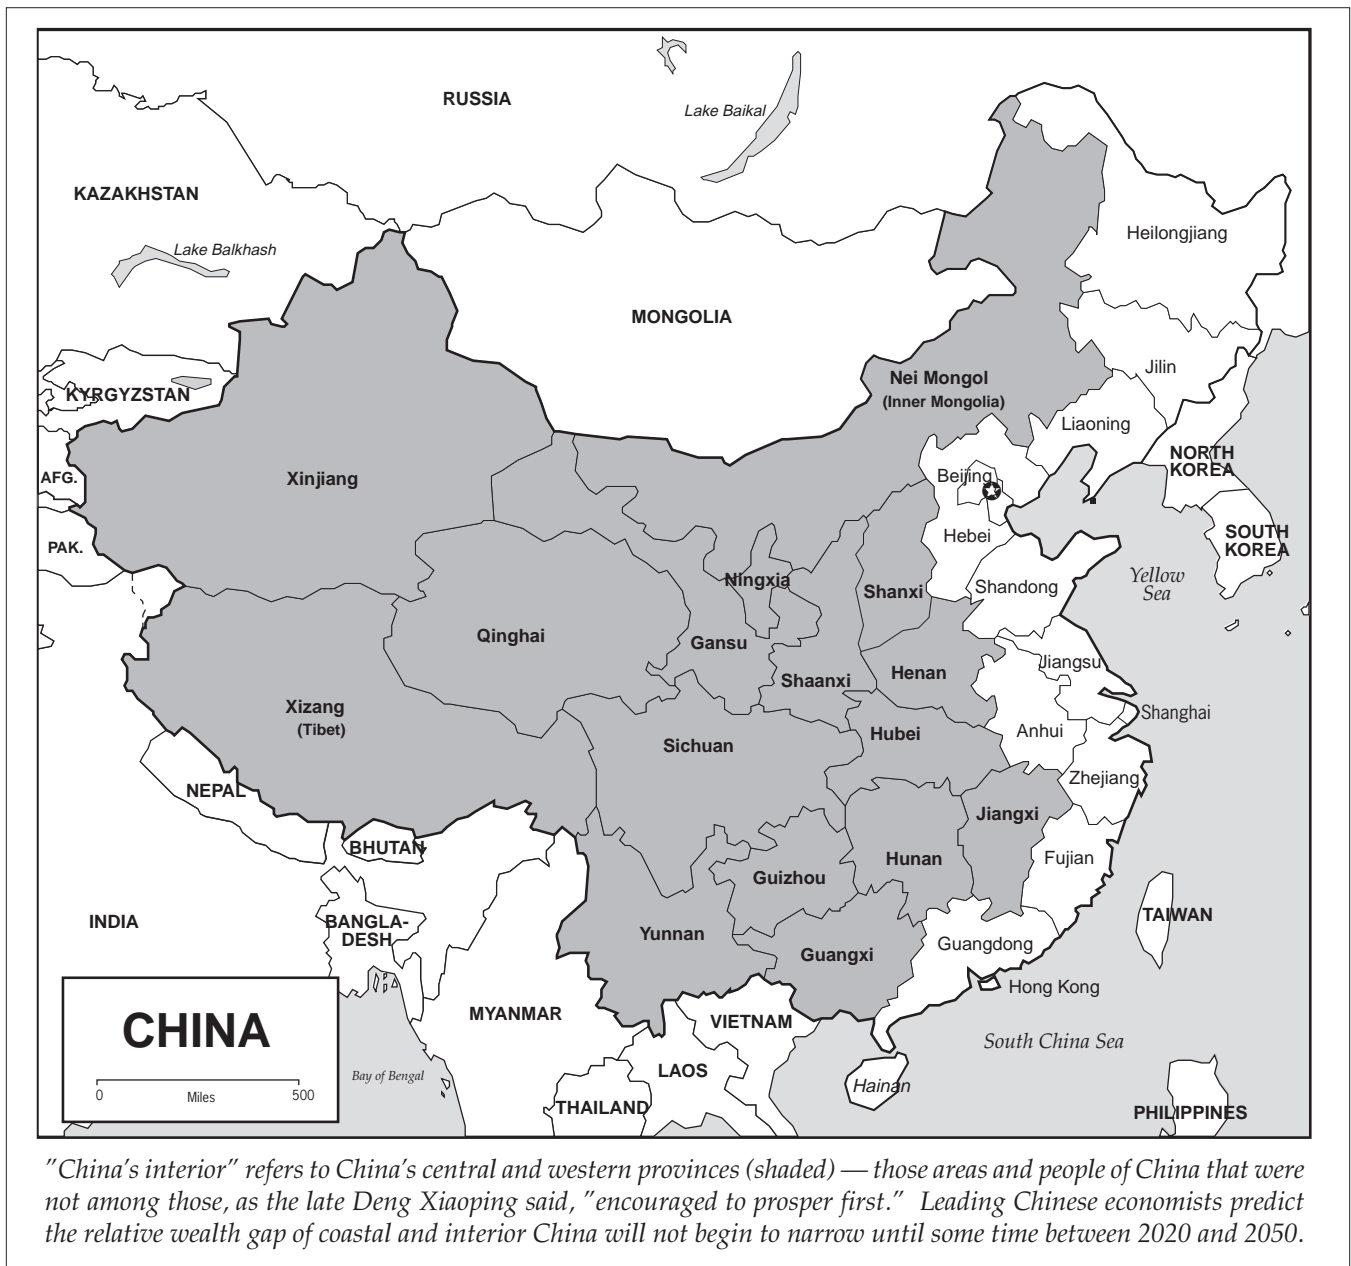 RUSSIA
Lake Baikal
KAZAKHSTAN
Heilongjiang
Lake Balkhash
MONGOLIA
Jilin
Nei Mongol
(Inner Mongolia)
KYRGYZSTAN
Liaoning
NORTH
KOREA
AFG.
Xinjiang
Beijing
PAK.
Hebei
SOUTH
KOREA
Ningxia
Shanxi
Shandong
Yellow
Sea
Qinghai
Gansu
Jiangsu
Shaanxi
Henan
Xizang
(Tibet)
Shanghai
Sichuan
Hubei
Anhui
Zhejiang
NEPAL
Jiangxi
BHUTAN
Hunan
Fujian
Guizhou
INDIA
BANGLA-
DESH
TAIWAN
Yunnan
Guangxi
Guangdong
Hong Kong
MYANMAR
VIETNAM
CHINA
South China Sea
LAOS
Bay of Bengal
Hainan
0 Miles 500
THAILAND
PHILIPPINES
"China's interior" refers to China's central and western provinces (shaded) — those areas and people of China that were
not among those, as the late Deng Xiaoping said, "encouraged to prosper first." Leading Chinese economists predict
the relative wealth gap of coastal and interior China will not begin to narrow until some time between 2020 and 2050.